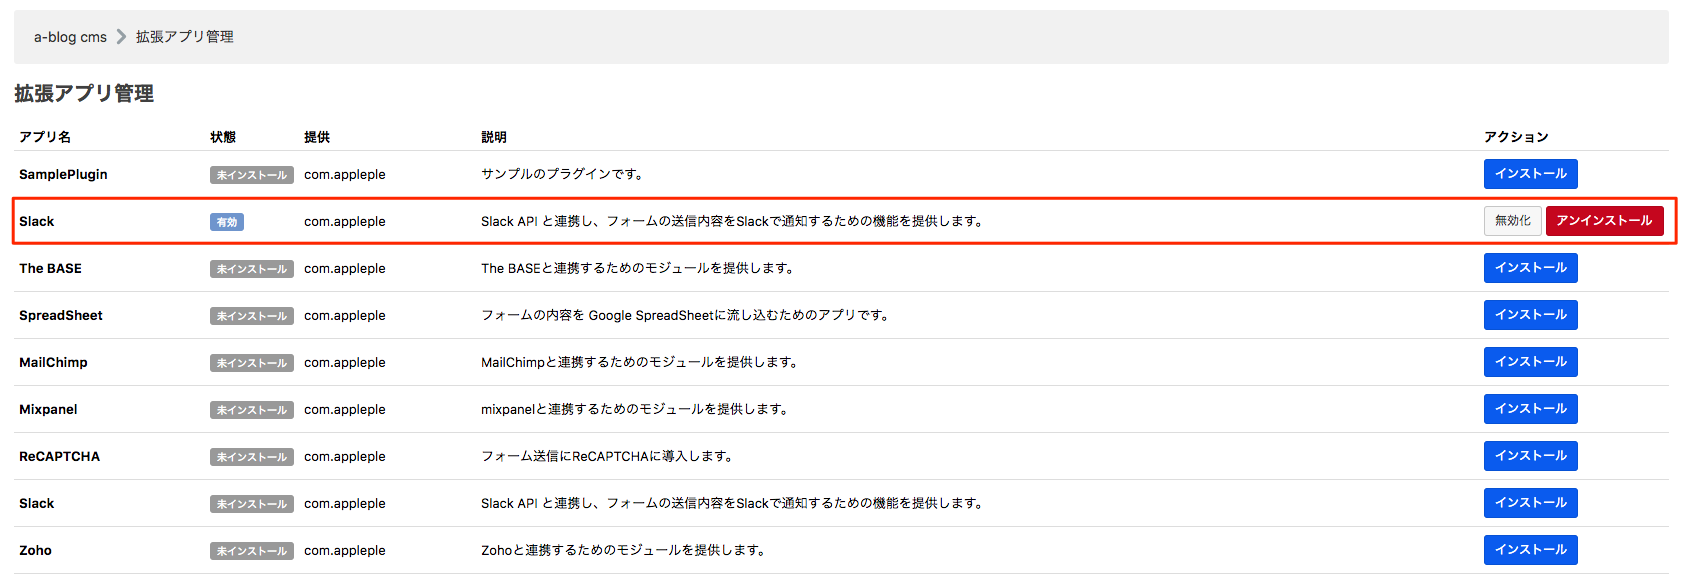 a-blog cms > 拡張アプリ管理
拡張アプリ管理
アプリ名 状態 提供 説明 アクション
SamplePlugin 未インストール com.appleple サンプルのプラグインです。 インストール
Slack 有効 com.appleple Slack API と連携し、フォームの送信内容をSlackで通知するための機能を提供します。 無効化 アンインストール
The BASE 未インストール com.appleple The BASEと連携するためのモジュールを提供します。 インストール
SpreadSheet 未インストール com.appleple フォームの内容を Google SpreadSheetに流し込むためのアプリです。 インストール
MailChimp 未インストール com.appleple MailChimpと連携するためのモジュールを提供します。 インストール
Mixpanel 未インストール com.appleple mixpanelと連携するためのモジュールを提供します。 インストール
ReCAPTCHA 未インストール com.appleple フォーム送信にReCAPTCHAに導入します。 インストール
Slack 未インストール com.appleple Slack API と連携し、フォームの送信内容をSlackで通知するための機能を提供します。 インストール
Zoho 未インストール com.appleple Zohoと連携するためのモジュールを提供します。 インストール